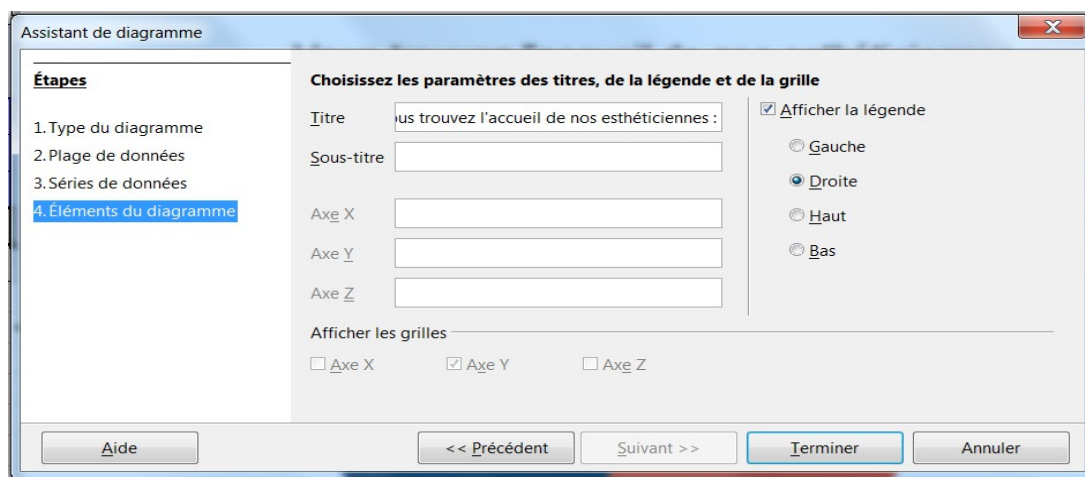 Assistant de diagramme
Étapes
1. Type du diagramme
2. Plage de données
3. Séries de données
4. Éléments du diagramme
Choisissez les paramètres des titres, de la légende et de la grille
Titre
us trouvez l'accueil de nos esthéticiennes :
Sous-titre
Axe X
Axe Y
Axe Z
Afficher la légende
Gauche
Droite
Haut
Bas
Afficher les grilles
Axe X Axe Y Axe Z
Aide << Précédent Suivant >> Terminer Annuler